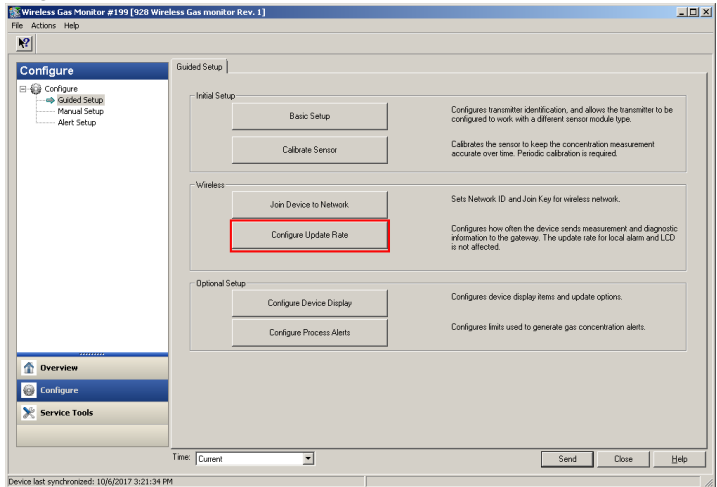 Wireless Gas Monitor #199 [928 Wireless Gas monitor Rev. 1]
File Actions Help
Configure
Configure
Guided Setup
Manual Setup
Alert Setup
Overview
Configure
Service Tools
Guided Setup
Initial Setup
Basic Setup
Configures transmitter identification, and allows the transmitter to be
configured to work with a different sensor module type.
Calibrate Sensor
Calibrates the sensor to keep the concentration measurement
accurate over time. Periodic calibration is required.
Wireless
Join Device to Network
Sets Network ID and Join Key for wireless network.
Configure Update Rate
Configures how often the device sends measurement and diagnostic
information to the gateway. The update rate for local alarm and LCD
is not affected.
Optional Setup
Configure Device Display
Configures device display items and update options.
Configure Process Alerts
Configures limits used to generate gas concentration alerts.
Time: Current
Send Close Help
Device last synchronized: 10/6/2017 3:21:34 PM